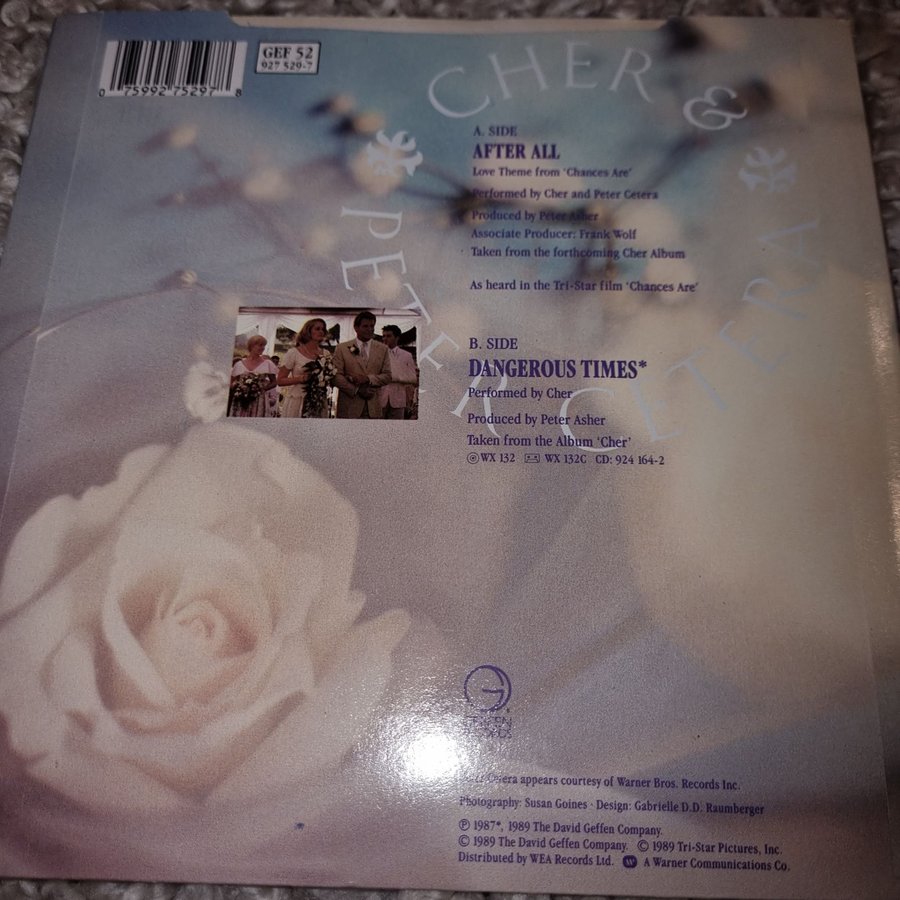 GEF 52
927 529-7
0 75992 75297 8
CHER &
PETER CETERA
A. SIDE
AFTER ALL
Love Theme from 'Chances Are'
Performed by Cher and Peter Cetera
Produced by Peter Asher
Associate Producer: Frank Wolf
Taken from the forthcoming Cher Album
As heard in the Tri-Star film 'Chances Are'
B. SIDE
DANGEROUS TIMES*
Performed by Cher
Produced by Peter Asher
Taken from the Album 'Cher'
WX 132 WX 132C CD: 924 164-2
GEFFEN
RECORDS
Cetera appears courtesy of Warner Bros. Records Inc.
Photography: Susan Goines · Design: Gabrielle D.D. Raumberger
℗ 1987*, 1989 The David Geffen Company.
© 1989 The David Geffen Company. © 1989 Tri-Star Pictures, Inc.
Distributed by WEA Records Ltd. A Warner Communications Co.